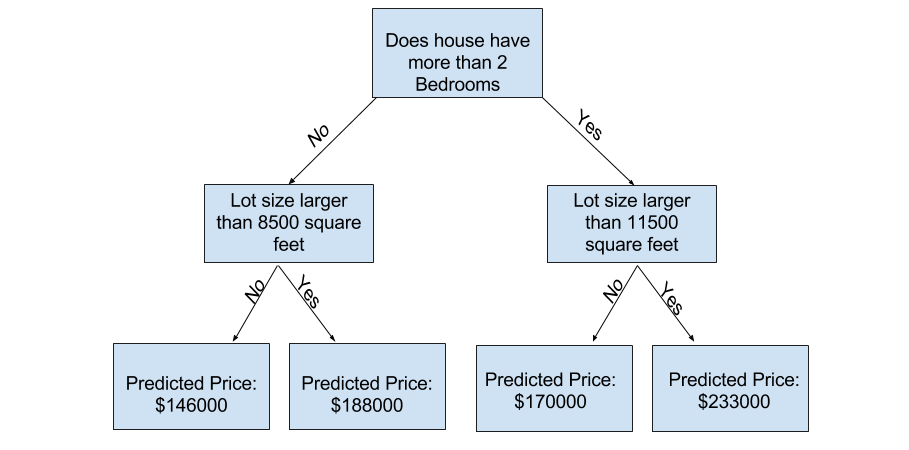 Does house have
more than 2
Bedrooms
No
Yes
Lot size larger
than 8500 square
feet
Lot size larger
than 11500
square feet
No
Yes
No
Yes
Predicted Price:
$146000
Predicted Price:
$188000
Predicted Price:
$170000
Predicted Price:
$233000